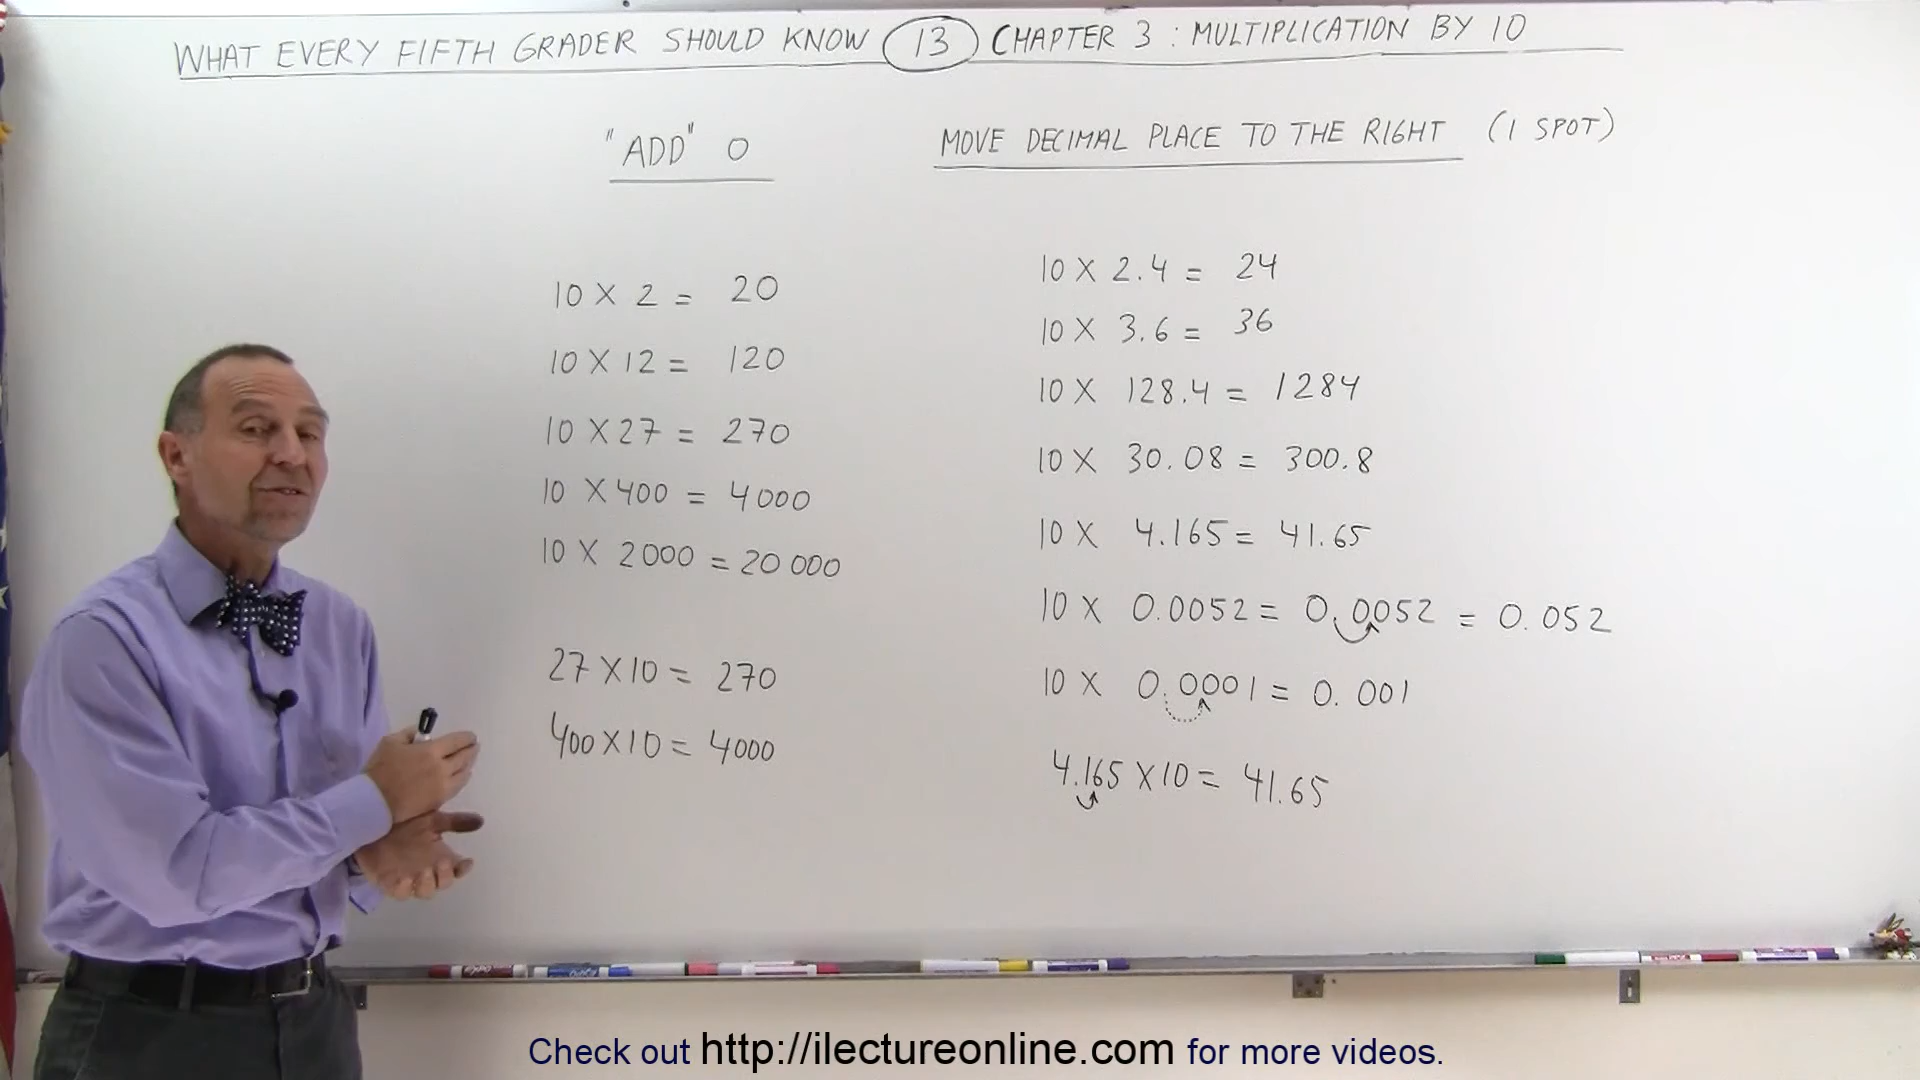 WHAT EVERY FIFTH GRADER SHOULD KNOW 13 CHAPTER 3 : MULTIPLICATION BY 10
"ADD" 0
10 X 2 = 20
10 X 12 = 120
10 X 27 = 270
10 X 400 = 4000
10 X 2000 = 20 000
27 X 10 = 270
400 X 10 = 4000
MOVE DECIMAL PLACE TO THE RIGHT (1 SPOT)
10 X 2.4 = 24
10 X 3.6 = 36
10 X 128.4 = 1284
10 X 30.08 = 300.8
10 X 4.165 = 41.65
10 X 0.0052 = 0.0052 = 0.052
10 X 0.0001 = 0.001
4.165 X 10 = 41.65
Check out http://ilectureonline.com for more videos.